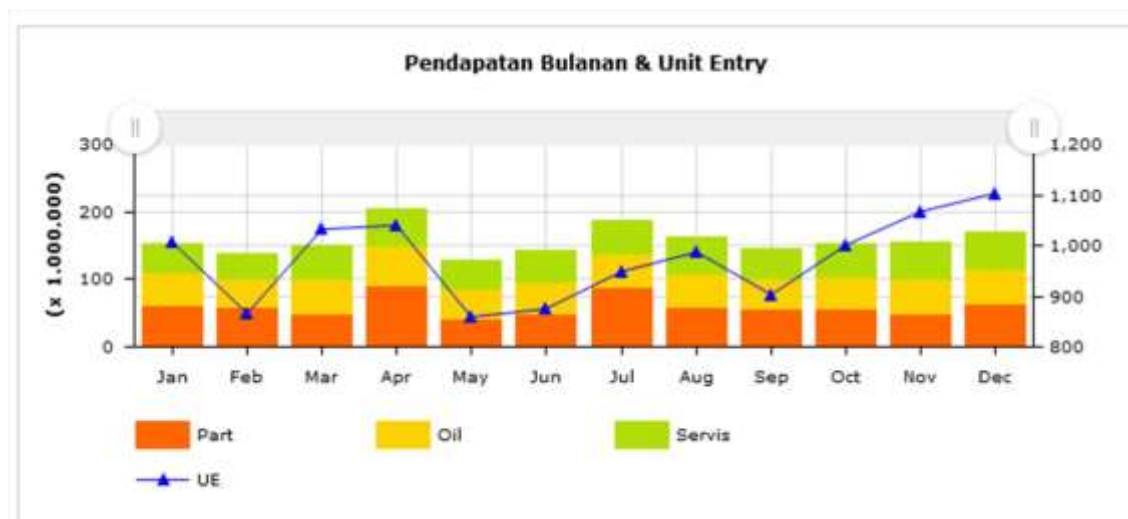 Pendapatan Bulanan & Unit Entry
(x 1.000.000)
300
200
100
0
1,200
1,100
1,000
900
800
Jan Feb Mar Apr May Jun Jul Aug Sep Oct Nov Dec
Part Oil Servis
UE